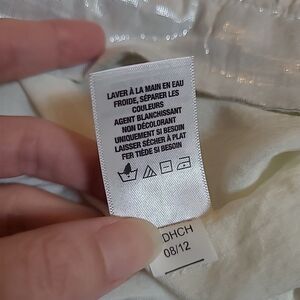 LAVER À LA MAIN EN EAU
FROIDE, SÉPARER LES
COULEURS
AGENT BLANCHISSANT
NON DÉCOLORANT
UNIQUEMENT SI BESOIN
LAISSER SÉCHER À PLAT
FER TIÈDE SI BESOIN
DHCH
08/12